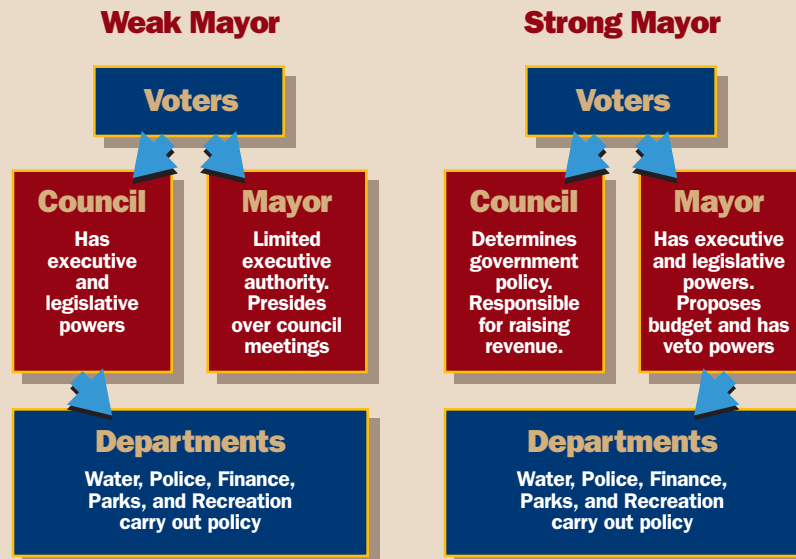 Weak Mayor
Voters
Council
Has
executive
and
legislative
powers
Mayor
Limited
executive
authority.
Presides
over council
meetings
Departments
Water, Police, Finance,
Parks, and Recreation
carry out policy
Strong Mayor
Voters
Council
Determines
government
policy.
Responsible
for raising
revenue.
Mayor
Has executive
and legislative
powers.
Proposes
budget and has
veto powers
Departments
Water, Police, Finance,
Parks, and Recreation
carry out policy